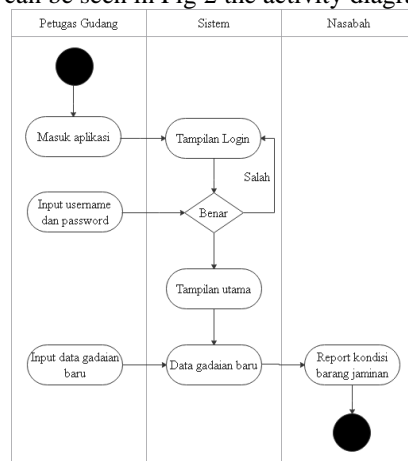 can be seen in Fig 2 the activity diagra
Petugas Gudang
Sistem
Nasabah
Masuk aplikasi
Tampilan Login
Salah
Input username
dan password
Benar
Tampilan utama
Input data gadaian
baru
Data gadaian baru
Report kondisi
barang jaminan